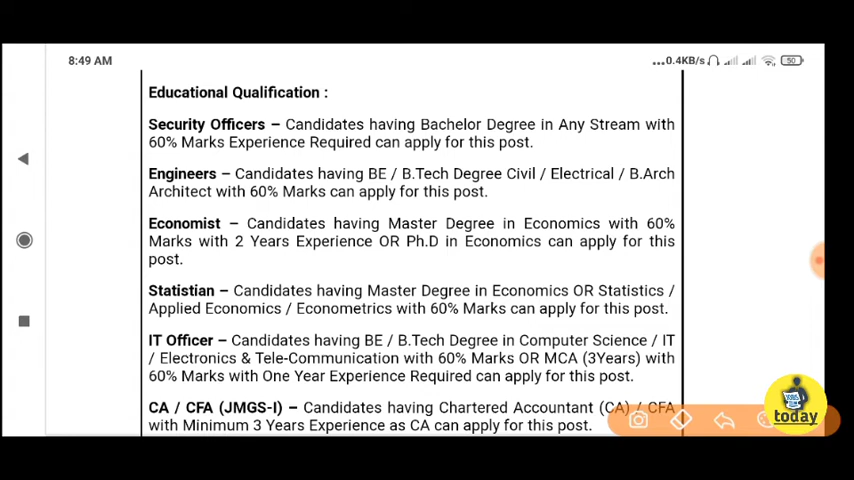 8:49 AM
...0.4KB/s
50
Educational Qualification :
Security Officers – Candidates having Bachelor Degree in Any Stream with
60% Marks Experience Required can apply for this post.
Engineers – Candidates having BE / B.Tech Degree Civil / Electrical / B.Arch
Architect with 60% Marks can apply for this post.
Economist – Candidates having Master Degree in Economics with 60%
Marks with 2 Years Experience OR Ph.D in Economics can apply for this
post.
Statistian – Candidates having Master Degree in Economics OR Statistics /
Applied Economics / Econometrics with 60% Marks can apply for this post.
IT Officer – Candidates having BE / B.Tech Degree in Computer Science / IT
/ Electronics & Tele-Communication with 60% Marks OR MCA (3Years) with
60% Marks with One Year Experience Required can apply for this post.
CA / CFA (JMGS-I) – Candidates having Chartered Accountant (CA) / CFA
with Minimum 3 Years Experience as CA can apply for this post.
JOBS
today